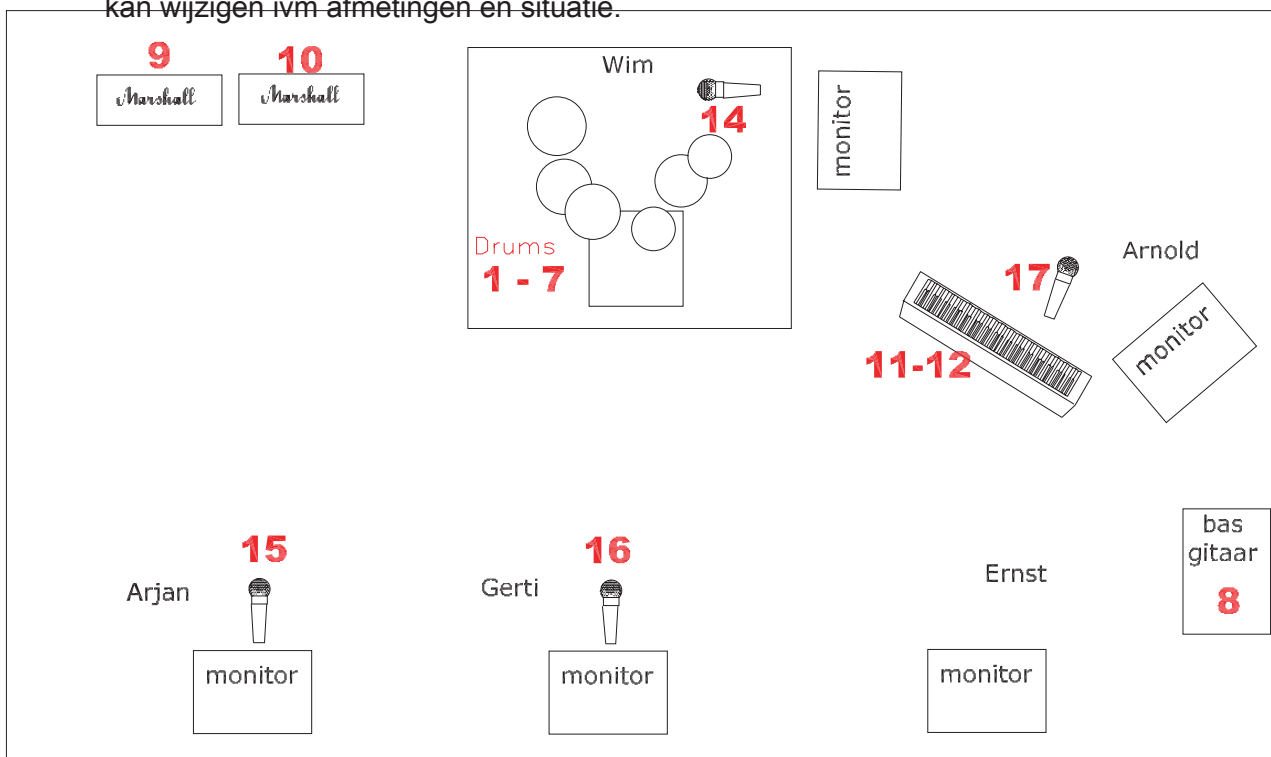 kan wijzigen ivm afmetingen en situatie.
9
10
Marshall
Marshall
Wim
14
monitor
Drums
1 - 7
17
Arnold
11-12
monitor
15
16
Arjan
Gerti
Ernst
bas
gitaar
8
monitor
monitor
monitor